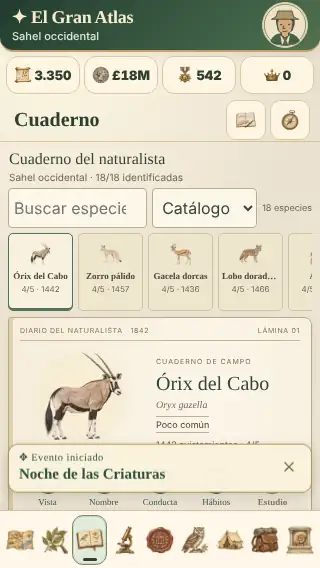 ✦ El Gran Atlas
Sahel occidental
3.350
£18M
542
0
Cuaderno
Cuaderno del naturalista
Sahel occidental · 18/18 identificadas
Buscar especie
Catálogo
18 especies
Órix del Cabo
4/5 · 1442
Zorro pálido
4/5 · 1457
Gacela dorcas
4/5 · 1436
Lobo dorad…
4/5 · 1466
4/5
DIARIO DEL NATURALISTA 1842
LÁMINA 01
CUADERNO DE CAMPO
Órix del Cabo
Oryx gazella
Poco común
✥ Evento iniciado
Noche de las Criaturas
×
Vista
Nombre
Conducta
Hábitos
Estudio